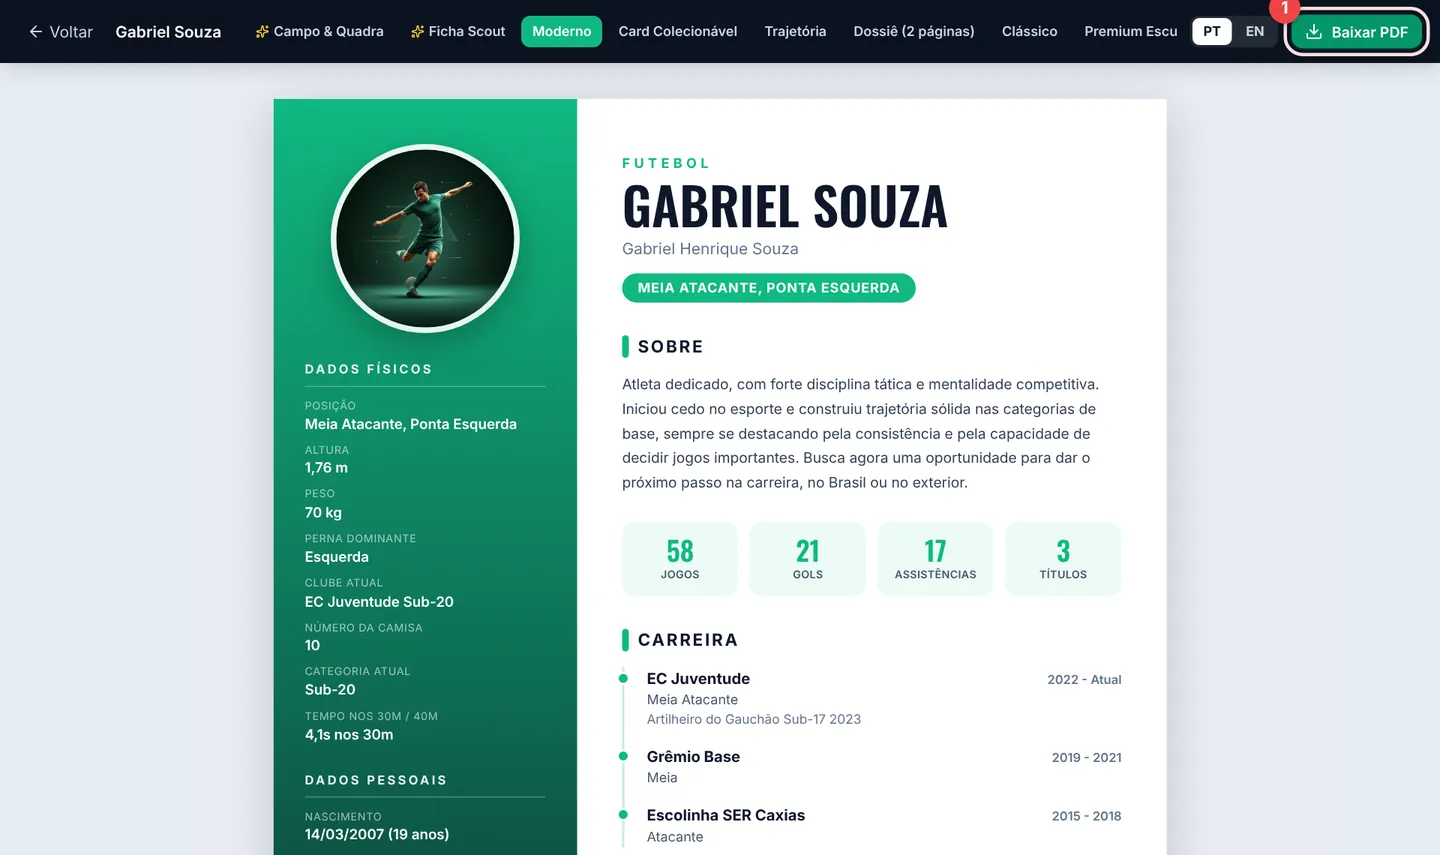 Voltar
Gabriel Souza
Campo & Quadra
Ficha Scout
Moderno
Card Colecionável
Trajetória
Dossiê (2 páginas)
Clássico
Premium Escu
PT
EN
1
Baixar PDF
FUTEBOL
GABRIEL SOUZA
Gabriel Henrique Souza
MEIA ATACANTE, PONTA ESQUERDA
DADOS FÍSICOS
POSIÇÃO
Meia Atacante, Ponta Esquerda
ALTURA
1,76 m
PESO
70 kg
PERNA DOMINANTE
Esquerda
CLUBE ATUAL
EC Juventude Sub-20
NÚMERO DA CAMISA
10
CATEGORIA ATUAL
Sub-20
TEMPO NOS 30M / 40M
4,1s nos 30m
DADOS PESSOAIS
NASCIMENTO
14/03/2007 (19 anos)
SOBRE
Atleta dedicado, com forte disciplina tática e mentalidade competitiva.
Iniciou cedo no esporte e construiu trajetória sólida nas categorias de
base, sempre se destacando pela consistência e pela capacidade de
decidir jogos importantes. Busca agora uma oportunidade para dar o
próximo passo na carreira, no Brasil ou no exterior.
58
JOGOS
21
GOLS
17
ASSISTÊNCIAS
3
TÍTULOS
CARREIRA
EC Juventude
2022 - Atual
Meia Atacante
Artilheiro do Gauchão Sub-17 2023
Grêmio Base
2019 - 2021
Meia
Escolinha SER Caxias
2015 - 2018
Atacante